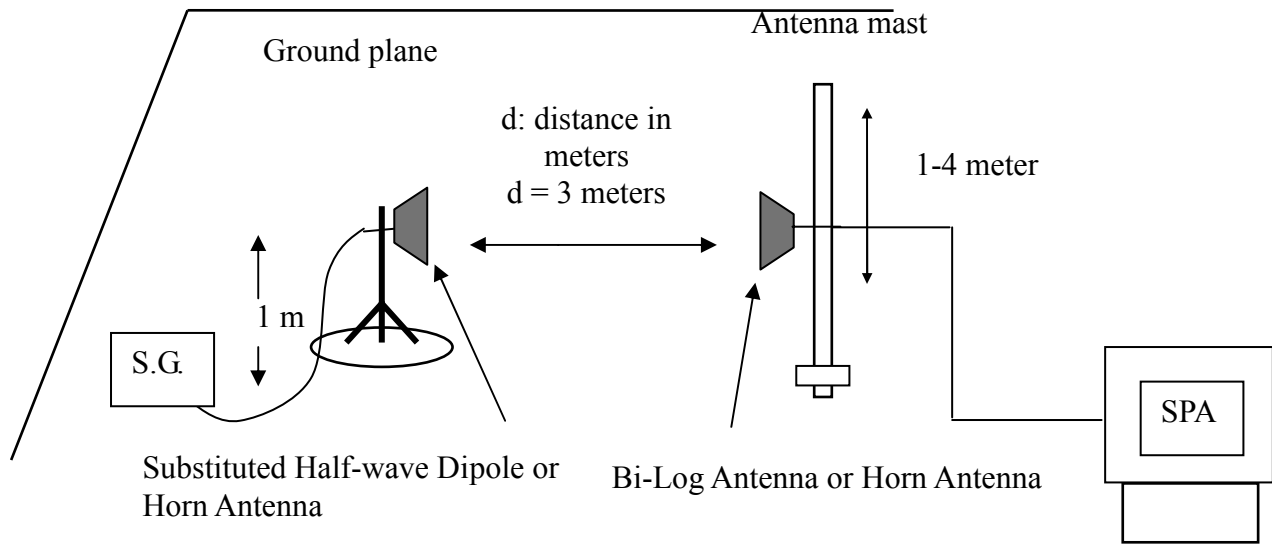 Antenna mast
Ground plane
d: distance in
meters
d = 3 meters
1-4 meter
1 m
S.G.
SPA
Substituted Half-wave Dipole or
Horn Antenna
Bi-Log Antenna or Horn Antenna